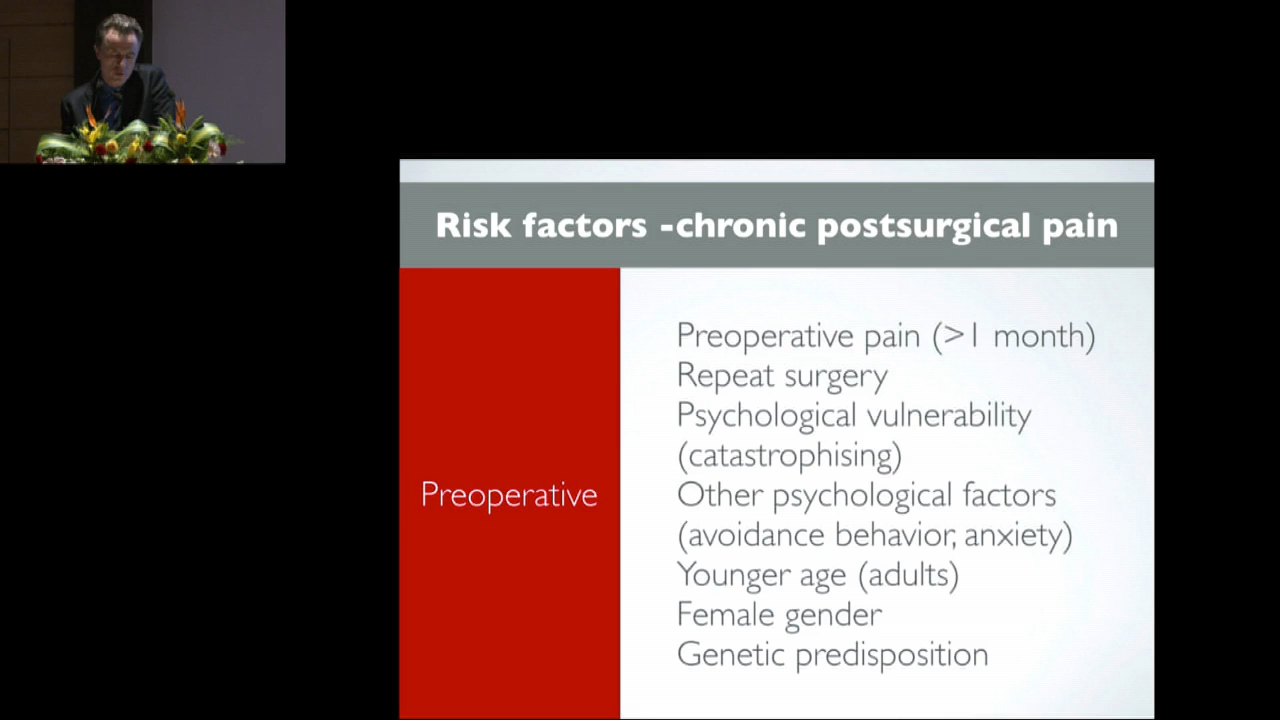 Risk factors -chronic postsurgical pain
Preoperative
Preoperative pain (>1 month)
Repeat surgery
Psychological vulnerability
(catastrophising)
Other psychological factors
(avoidance behavior, anxiety)
Younger age (adults)
Female gender
Genetic predisposition